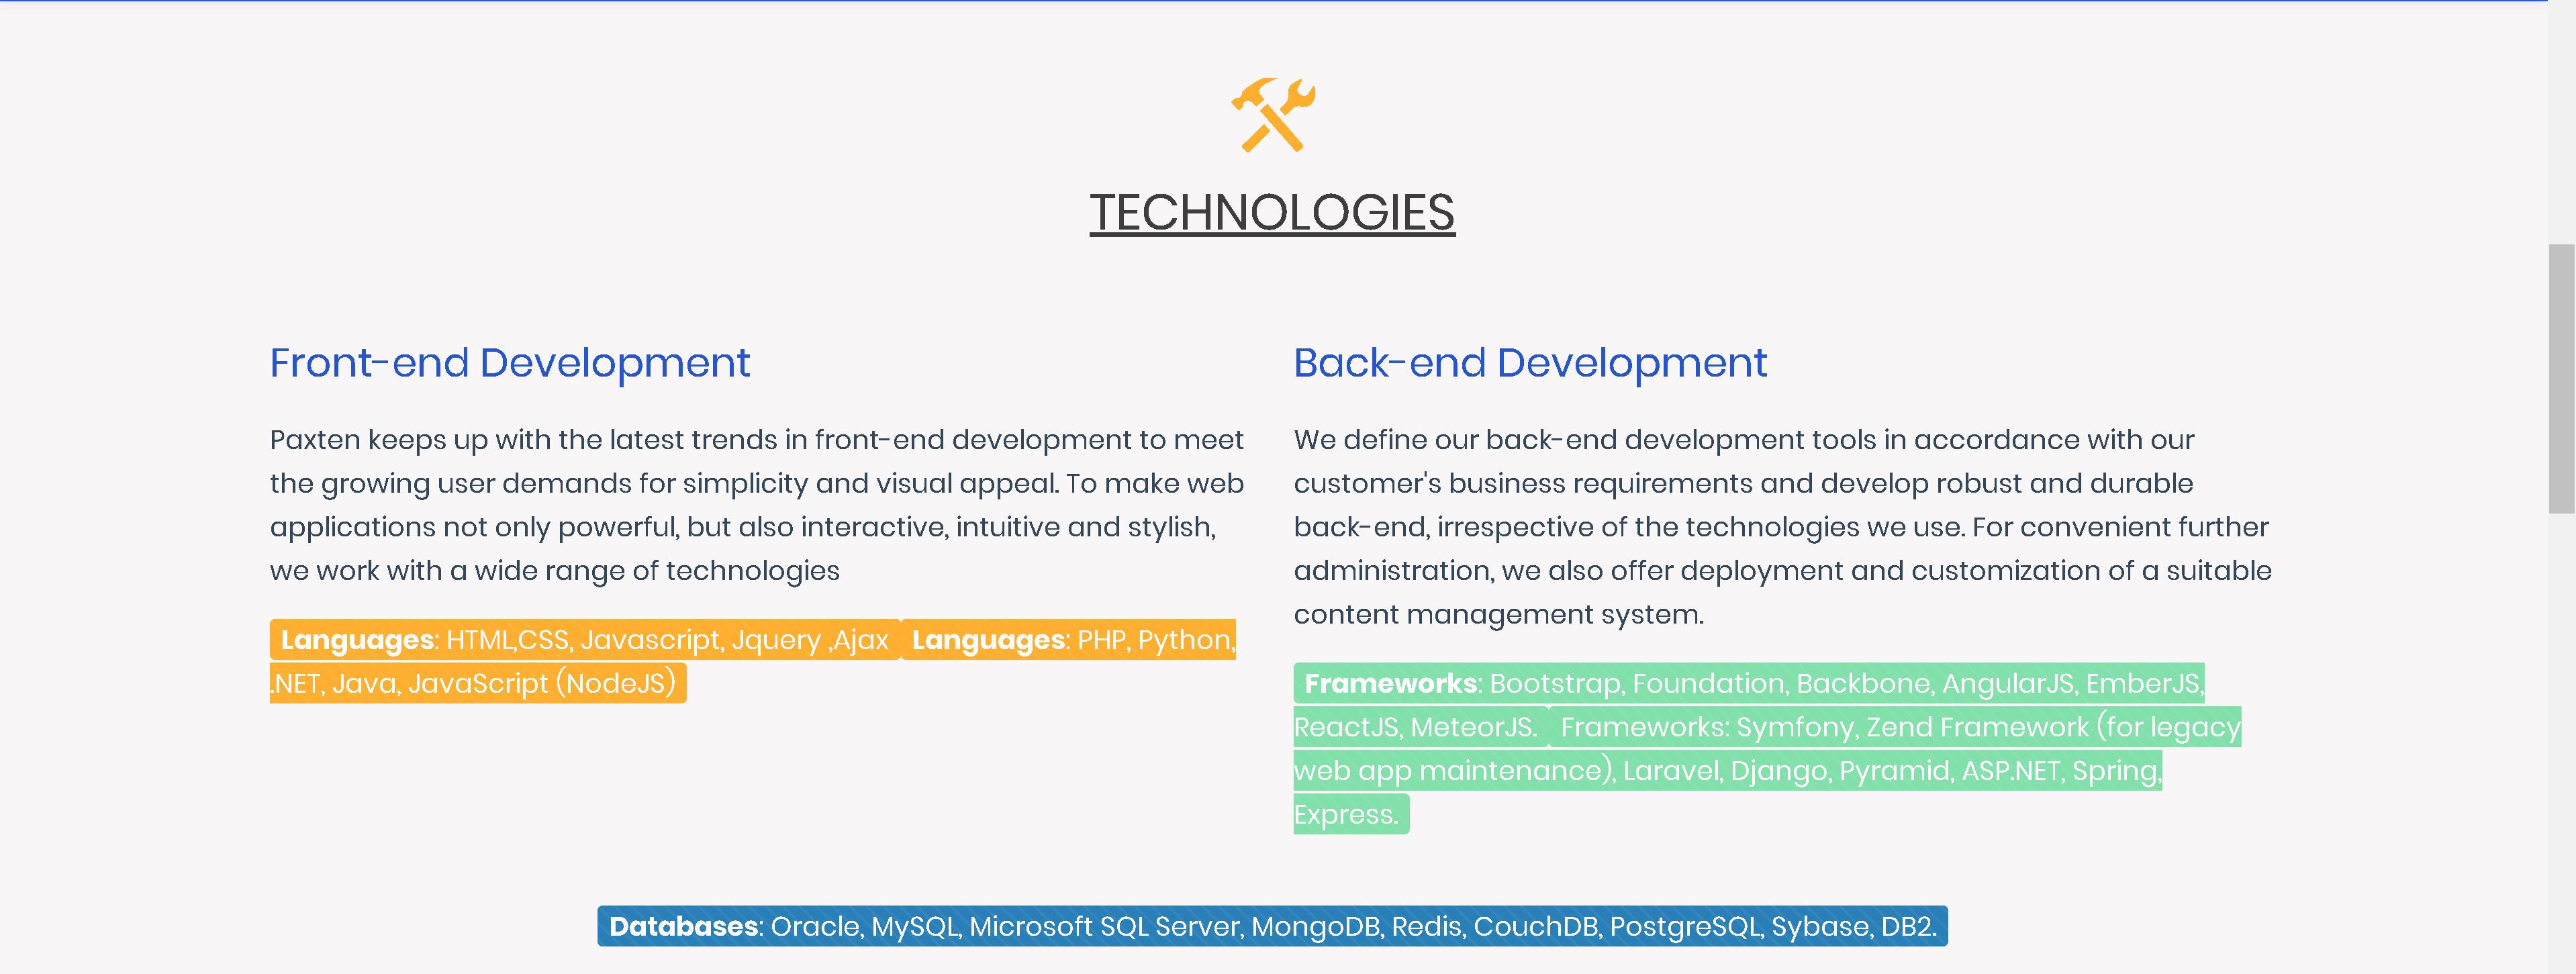 TECHNOLOGIES
Front-end Development
Paxten keeps up with the latest trends in front-end development to meet
the growing user demands for simplicity and visual appeal. To make web
applications not only powerful, but also interactive, intuitive and stylish,
we work with a wide range of technologies
Languages: HTML,CSS, Javascript, Jquery ,Ajax Languages: PHP, Python,
.NET, Java, JavaScript (NodeJS)
Back-end Development
We define our back-end development tools in accordance with our
customer's business requirements and develop robust and durable
back-end, irrespective of the technologies we use. For convenient further
administration, we also offer deployment and customization of a suitable
content management system.
Frameworks: Bootstrap, Foundation, Backbone, AngularJS, EmberJS,
ReactJS, MeteorJS. Frameworks: Symfony, Zend Framework (for legacy
web app maintenance), Laravel, Django, Pyramid, ASP.NET, Spring,
Express.
Databases: Oracle, MySQL, Microsoft SQL Server, MongoDB, Redis, CouchDB, PostgreSQL, Sybase, DB2.